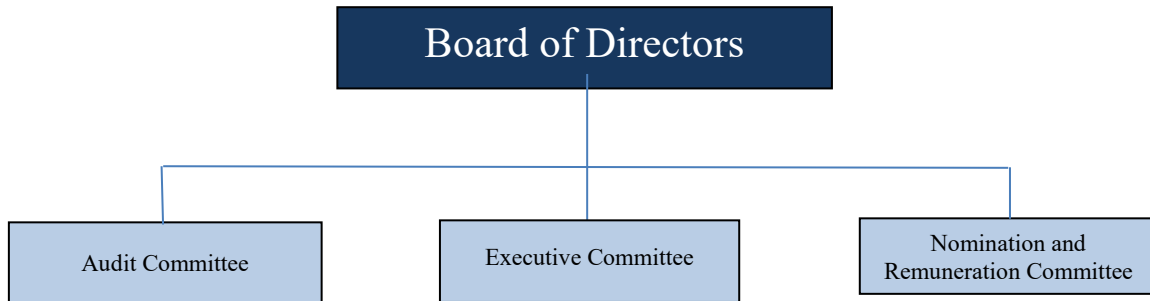 Board of Directors
Audit Committee
Executive Committee
Nomination and
Remuneration Committee